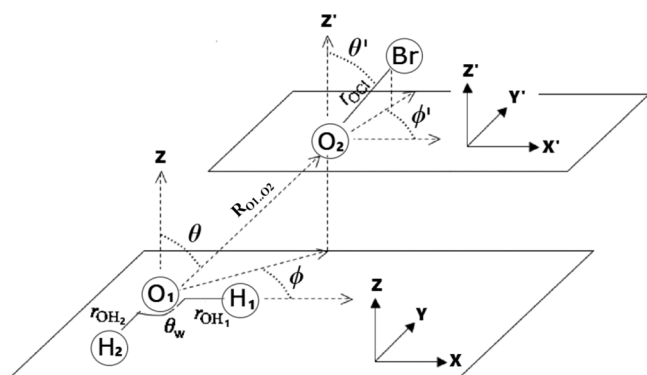 Z'
θ'
Br
r_OCl
Z'
Y'
X'
ϕ'
O₂
Z
R_O1..O2
θ
ϕ
O₁
H₁
r_OH₂
θ_w
r_OH₁
H₂
Z
Y
X